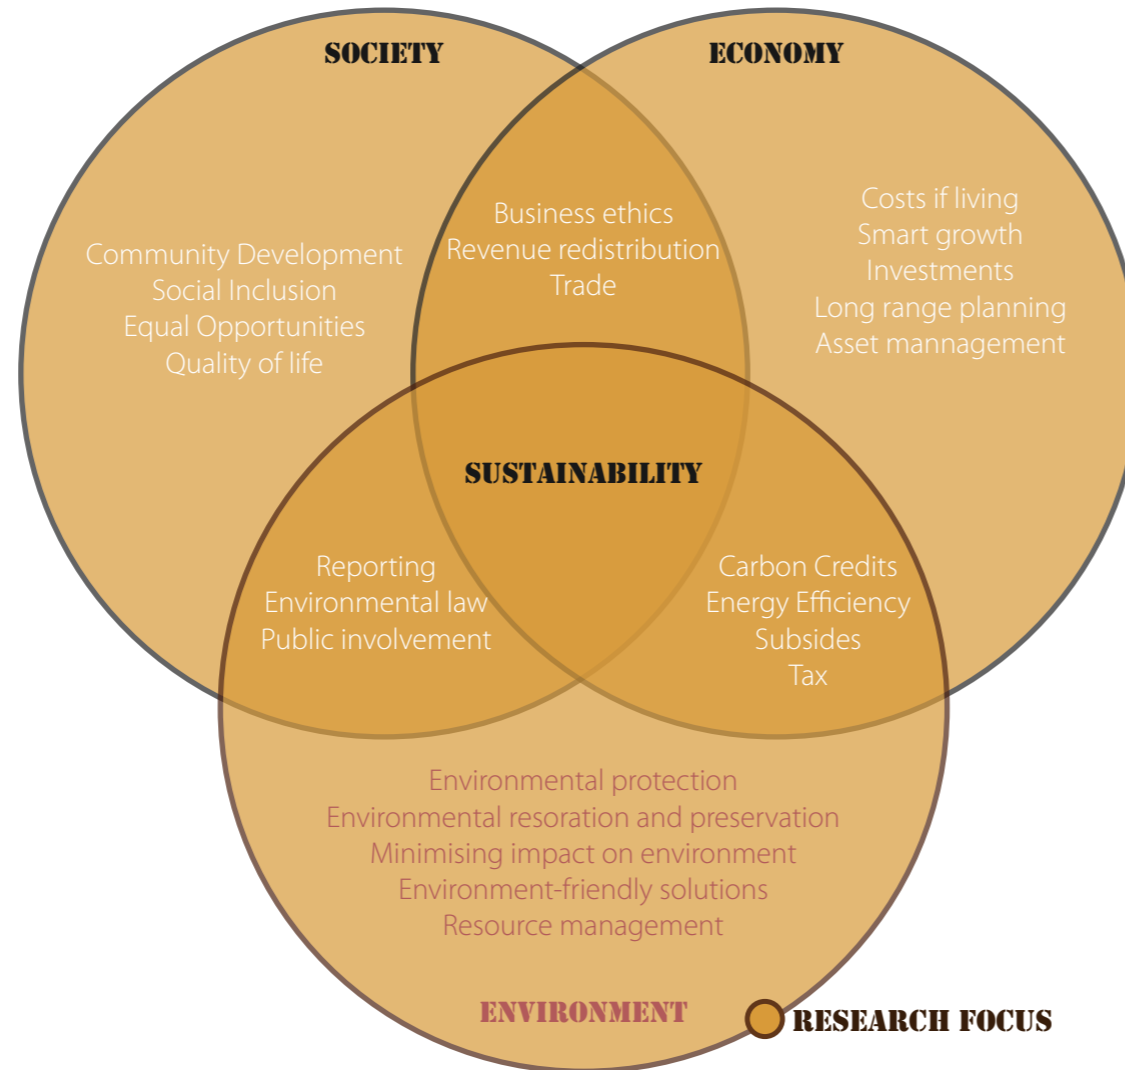 SOCIETY
ECONOMY
Community Development
Social Inclusion
Equal Opportunities
Quality of life
Business ethics
Revenue redistribution
Trade
Costs if living
Smart growth
Investments
Long range planning
Asset mannagement
SUSTAINABILITY
Reporting
Environmental law
Public involvement
Carbon Credits
Energy Efficiency
Subsides
Tax
Environmental protection
Environmental resoration and preservation
Minimising impact on environment
Environment-friendly solutions
Resource management
ENVIRONMENT
RESEARCH FOCUS